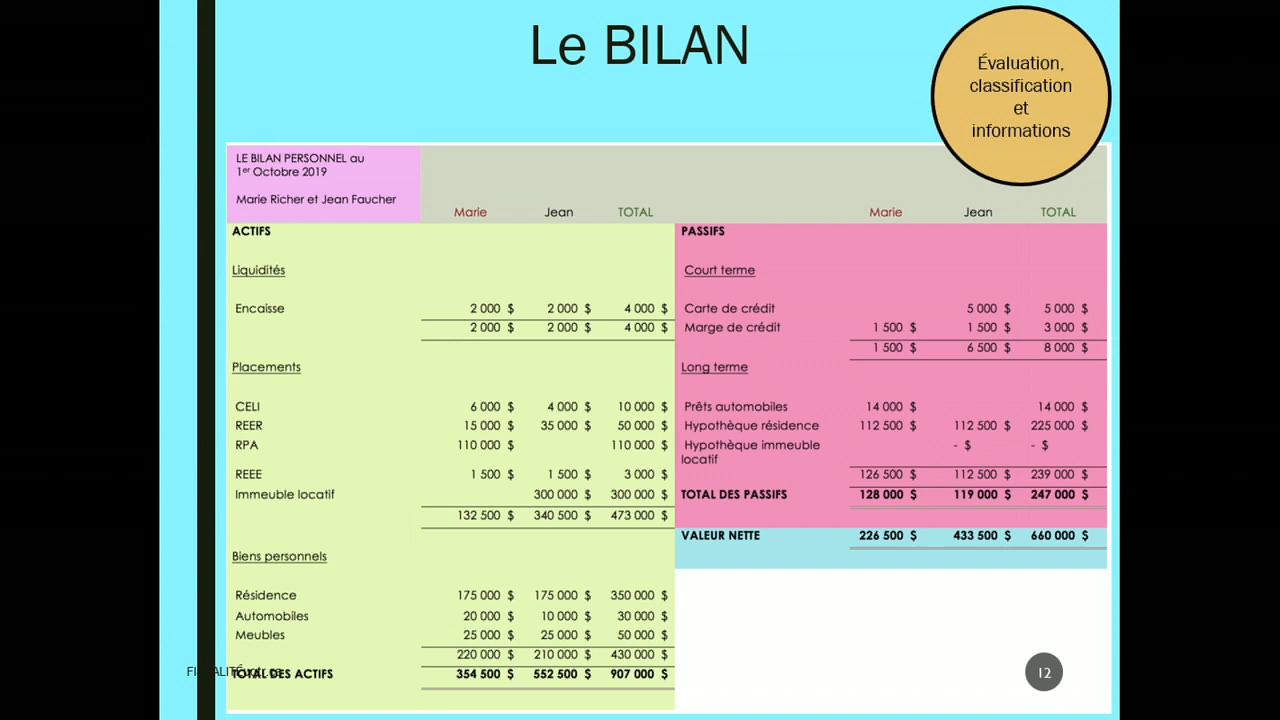 Le BILAN
Évaluation,
classification
et
informations
LE BILAN PERSONNEL au
1er Octobre 2019
Marie Richer et Jean Faucher
Marie Jean TOTAL
Marie Jean TOTAL
ACTIFS
Liquidités
Encaisse 2 000 $ 2 000 $ 4 000 $
2 000 $ 2 000 $ 4 000 $
Placements
CELI 6 000 $ 4 000 $ 10 000 $
REER 15 000 $ 35 000 $ 50 000 $
RPA 110 000 $ 110 000 $
REEE 1 500 $ 1 500 $ 3 000 $
Immeuble locatif 300 000 $ 300 000 $
132 500 $ 340 500 $ 473 000 $
Biens personnels
Résidence 175 000 $ 175 000 $ 350 000 $
Automobiles 20 000 $ 10 000 $ 30 000 $
Meubles 25 000 $ 25 000 $ 50 000 $
220 000 $ 210 000 $ 430 000 $
TOTAL DES ACTIFS 354 500 $ 552 500 $ 907 000 $
PASSIFS
Court terme
Carte de crédit 5 000 $ 5 000 $
Marge de crédit 1 500 $ 1 500 $ 3 000 $
1 500 $ 6 500 $ 8 000 $
Long terme
Prêts automobiles 14 000 $ 14 000 $
Hypothèque résidence 112 500 $ 112 500 $ 225 000 $
Hypothèque immeuble - $ - $
locatif
126 500 $ 112 500 $ 239 000 $
TOTAL DES PASSIFS 128 000 $ 119 000 $ 247 000 $
VALEUR NETTE 226 500 $ 433 500 $ 660 000 $
12